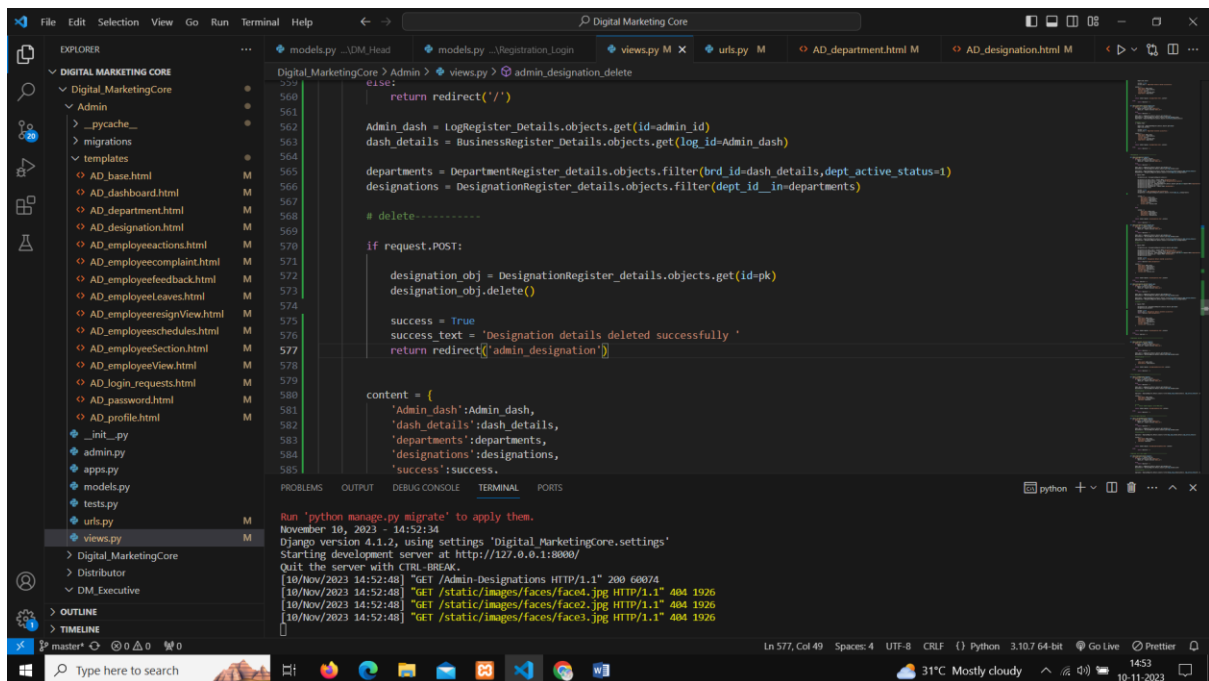 File Edit Selection View Go Run Terminal Help
Digital Marketing Core
EXPLORER
models.py ...\DM_Head
models.py ...\Registration_Login
views.py M
urls.py M
AD_department.html M
AD_designation.html M
DIGITAL MARKETING CORE
Digital_MarketingCore
Admin
__pycache__
migrations
templates
AD_base.html M
AD_dashboard.html M
AD_department.html M
AD_designation.html M
AD_employeeactions.html M
AD_employeecomplaint.html M
AD_employeefeedback.html M
AD_employeeLeaves.html M
AD_employeeresignView.html M
AD_employeeschedules.html M
AD_employeeSection.html M
AD_employeeView.html M
AD_login_requests.html M
AD_password.html M
AD_profile.html M
__init__.py
admin.py
apps.py
models.py
tests.py
urls.py M
views.py M
Digital_MarketingCore
Distributor
DM_Executive
OUTLINE
TIMELINE
20
1
Digital_MarketingCore > Admin > views.py > admin_designation_delete
559 else:
560 return redirect('/')
561
562 Admin_dash = LogRegister_Details.objects.get(id=admin_id)
563 dash_details = BusinessRegister_Details.objects.get(log_id=Admin_dash)
564
565 departments = DepartmentRegister_details.objects.filter(brd_id=dash_details,dept_active_status=1)
566 designations = DesignationRegister_details.objects.filter(dept_id__in=departments)
567
568 # delete-----------
569
570 if request.POST:
571
572 designation_obj = DesignationRegister_details.objects.get(id=pk)
573 designation_obj.delete()
574
575 success = True
576 success_text = 'Designation details deleted successfully '
577 return redirect('admin_designation')
578
579
580 content = {
581 'Admin_dash':Admin_dash,
582 'dash_details':dash_details,
583 'departments':departments,
584 'designations':designations,
585 'success':success,
PROBLEMS OUTPUT DEBUG CONSOLE TERMINAL PORTS
python
Run 'python manage.py migrate' to apply them.
November 10, 2023 - 14:52:34
Django version 4.1.2, using settings 'Digital_MarketingCore.settings'
Starting development server at http://127.0.0.1:8000/
Quit the server with CTRL-BREAK.
[10/Nov/2023 14:52:48] "GET /Admin-Designations HTTP/1.1" 200 60074
[10/Nov/2023 14:52:48] "GET /static/images/faces/face4.jpg HTTP/1.1" 404 1926
[10/Nov/2023 14:52:48] "GET /static/images/faces/face2.jpg HTTP/1.1" 404 1926
[10/Nov/2023 14:52:48] "GET /static/images/faces/face3.jpg HTTP/1.1" 404 1926
master* 0 0 0
Ln 577, Col 49 Spaces: 4 UTF-8 CRLF {} Python 3.10.7 64-bit Go Live Prettier
Type here to search
31°C Mostly cloudy
14:53
10-11-2023